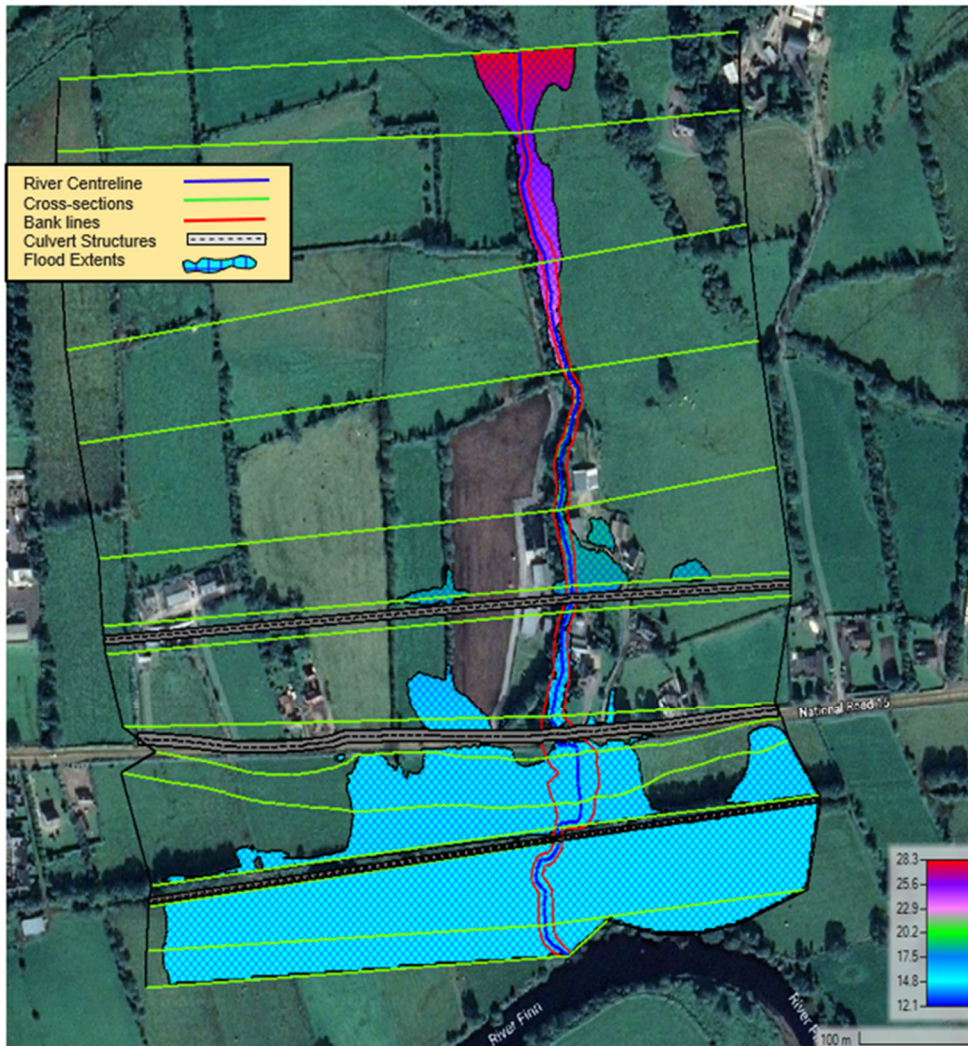 River Centreline
Cross-sections
Bank lines
Culvert Structures
Flood Extents
National Road 15
28.3
25.6
22.9
20.2
17.5
14.8
12.1
River Finn
River
100 m